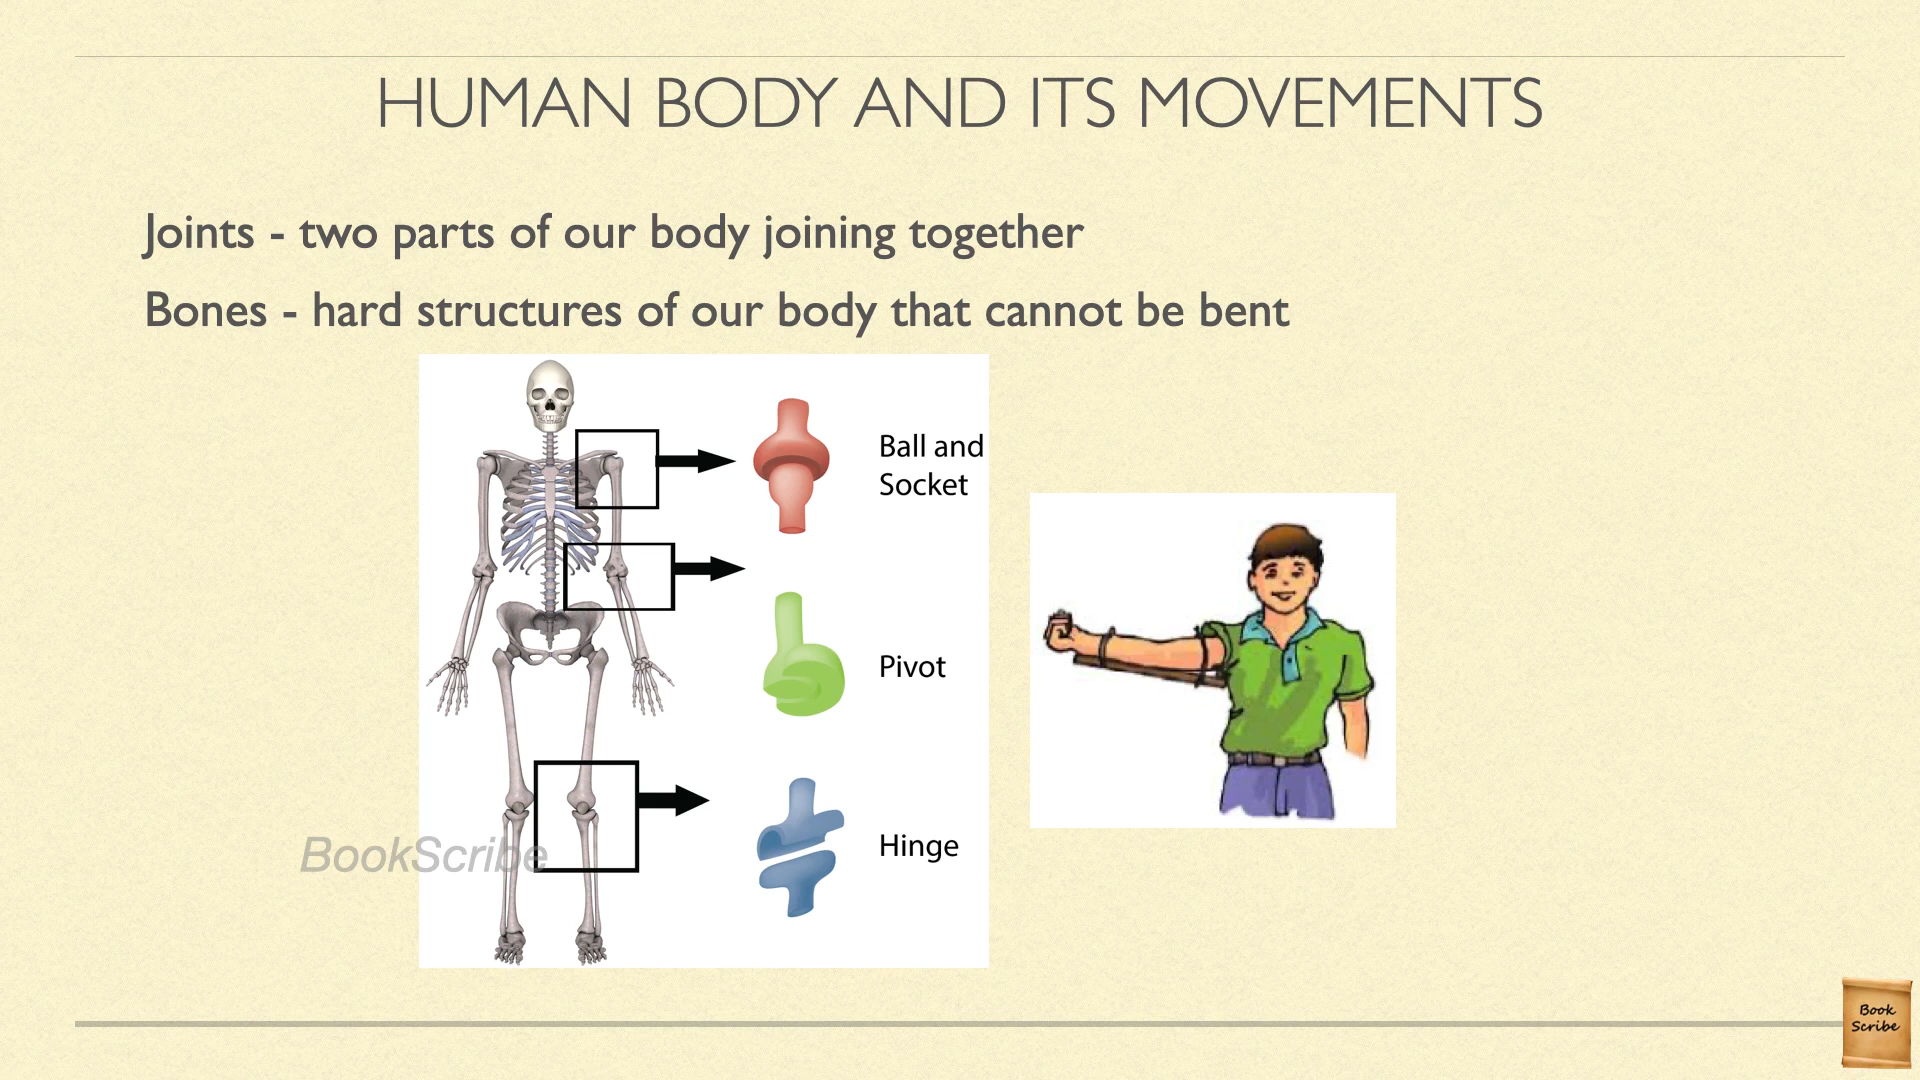 HUMAN BODY AND ITS MOVEMENTS
Joints - two parts of our body joining together
Bones - hard structures of our body that cannot be bent
Ball and
Socket
Pivot
Hinge
BookScribe
Book
Scribe